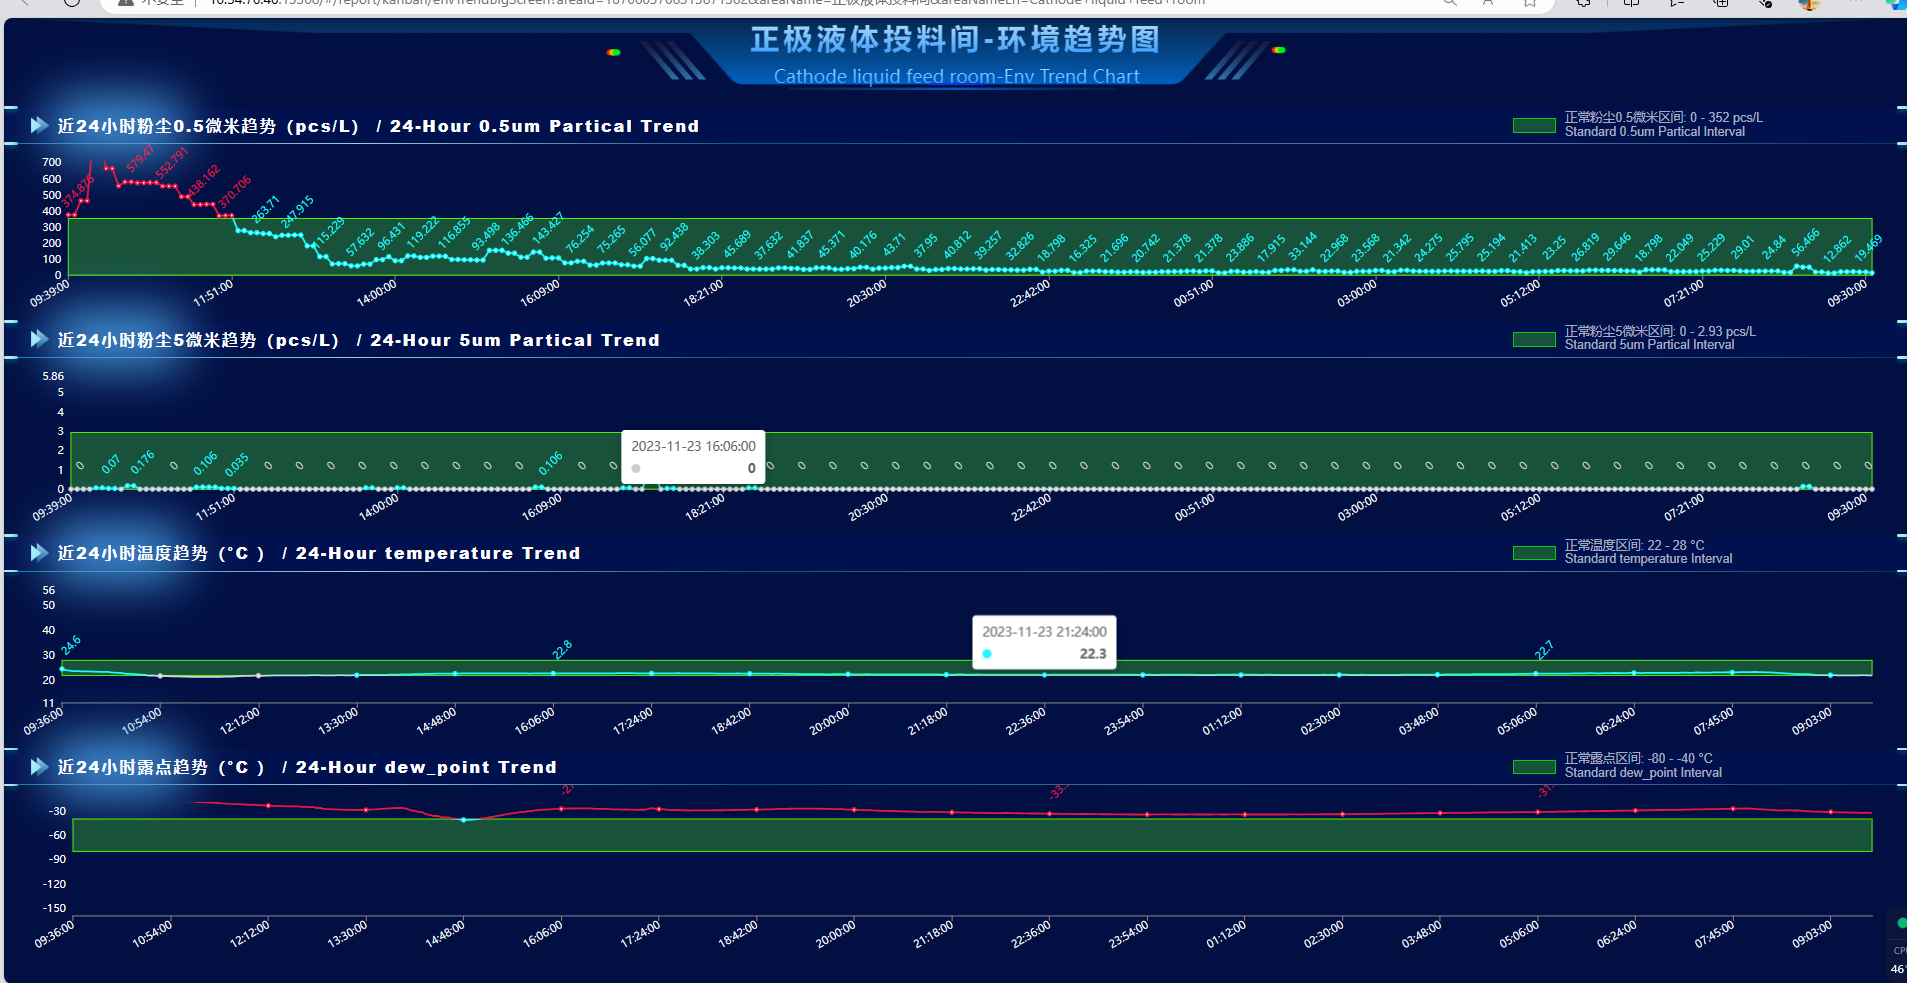 正极液体投料间-环境趋势图
Cathode liquid feed room-Env Trend Chart
近24小时粉尘0.5微米趋势（pcs/L） / 24-Hour 0.5um Partical Trend
正常粉尘0.5微米区间: 0 - 352 pcs/L
Standard 0.5um Partical Interval
700
600
500
400
300
200
100
0
374.876 579.47 552.791 438.162 370.706 263.71 247.915 115.229 57.632 96.431 119.222 116.855 93.498 136.466 143.427 76.254 75.265 56.077 92.438 38.303 45.689 37.632 41.837 45.371 40.176 43.71 37.95 40.812 39.257 32.826 18.798 16.325 21.696 20.742 21.378 21.378 23.886 17.915 33.144 22.968 23.568 21.342 24.275 25.795 25.194 21.413 23.25 26.819 29.646 18.798 22.049 25.229 29.01 24.84 56.466 12.862 19.469
09:39:00 11:51:00 14:00:00 16:09:00 18:21:00 20:30:00 22:42:00 00:51:00 03:00:00 05:12:00 07:21:00 09:30:00
近24小时粉尘5微米趋势（pcs/L） / 24-Hour 5um Partical Trend
正常粉尘5微米区间: 0 - 2.93 pcs/L
Standard 5um Partical Interval
5.86
5
4
3
2
1
0
0 0.07 0.176 0 0.106 0.035 0 0 0 0 0 0 0 0 0 0.106 0 0 0 0 0 0 0 0 0 0 0 0 0 0 0 0 0 0 0 0 0 0 0 0 0 0 0 0 0 0 0 0 0 0 0 0 0 0
2023-11-23 16:06:00
0
09:39:00 11:51:00 14:00:00 16:09:00 18:21:00 20:30:00 22:42:00 00:51:00 03:00:00 05:12:00 07:21:00 09:30:00
近24小时温度趋势（°C ） / 24-Hour temperature Trend
正常温度区间: 22 - 28 °C
Standard temperature Interval
56
50
40
30
20
11
24.6 22.8 22.7
2023-11-23 21:24:00
22.3
09:36:00 10:54:00 12:12:00 13:30:00 14:48:00 16:06:00 17:24:00 18:42:00 20:00:00 21:18:00 22:36:00 23:54:00 01:12:00 02:30:00 03:48:00 05:06:00 06:24:00 07:45:00 09:03:00
近24小时露点趋势（°C ） / 24-Hour dew_point Trend
正常露点区间: -80 - -40 °C
Standard dew_point Interval
-30
-60
-90
-120
-150
09:36:00 10:54:00 12:12:00 13:30:00 14:48:00 16:06:00 17:24:00 18:42:00 20:00:00 21:18:00 22:36:00 23:54:00 01:12:00 02:30:00 03:48:00 05:06:00 06:24:00 07:45:00 09:03:00